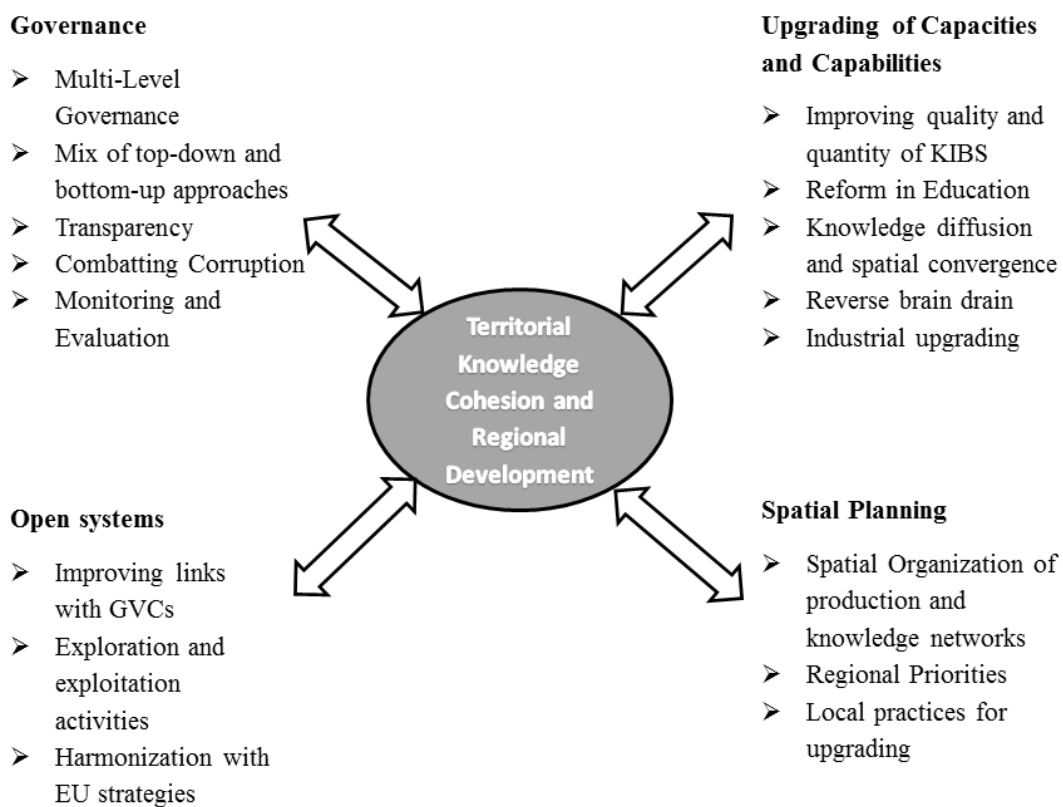 Governance
➢ Multi-Level
Governance
➢ Mix of top-down and
bottom-up approaches
➢ Transparency
➢ Combatting Corruption
➢ Monitoring and
Evaluation
Upgrading of Capacities
and Capabilities
➢ Improving quality and
quantity of KIBS
➢ Reform in Education
➢ Knowledge diffusion
and spatial convergence
➢ Reverse brain drain
➢ Industrial upgrading
Territorial
Knowledge
Cohesion and
Regional
Development
Open systems
➢ Improving links
with GVCs
➢ Exploration and
exploitation
activities
➢ Harmonization with
EU strategies
Spatial Planning
➢ Spatial Organization of
production and
knowledge networks
➢ Regional Priorities
➢ Local practices for
upgrading